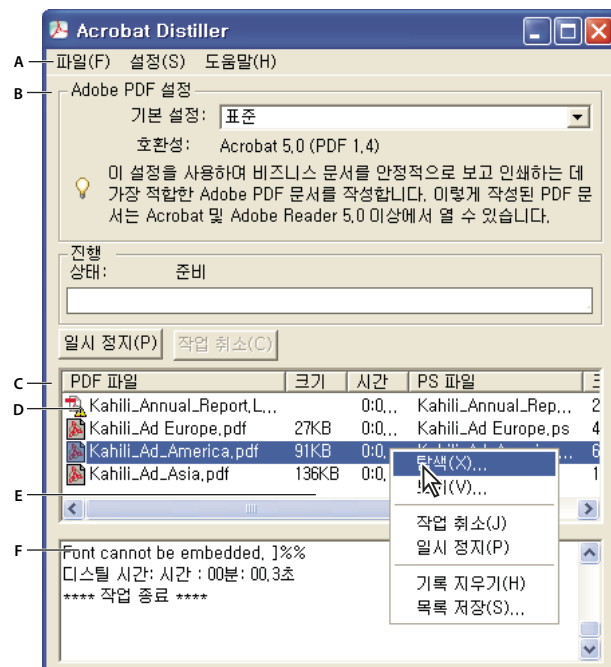 Acrobat Distiller
A
파일(F) 설정(S) 도움말(H)
B
Adobe PDF 설정
기본 설정: 표준
호환성: Acrobat 5.0 (PDF 1.4)
이 설정을 사용하여 비즈니스 문서를 안정적으로 보고 인쇄하는 데
가장 적합한 Adobe PDF 문서를 작성합니다. 이렇게 작성된 PDF 문
서는 Acrobat 및 Adobe Reader 5.0 이상에서 열 수 있습니다.
진행
상태: 준비
일시 정지(P) 작업 취소(C)
C
PDF 파일 크기 시간 PS 파일
D
Kahili_Annual_Report.L... 0:0... Kahili_Annual_Rep... 2
Kahili_Ad Europe.pdf 27KB 0:0... Kahili_Ad Europe.ps 4
Kahili_Ad_America.pdf 91KB 0:0. 6
Kahili_Ad_Asia.pdf 136KB 0:0. 1
E
탐색(X)...
(V)...
작업 취소(J)
일시 정지(P)
기록 지우기(H)
목록 저장(S)...
F
Font cannot be embedded. ]%%
디스틸 시간: 시간 : 00분: 00.3초
**** 작업 종료 ****